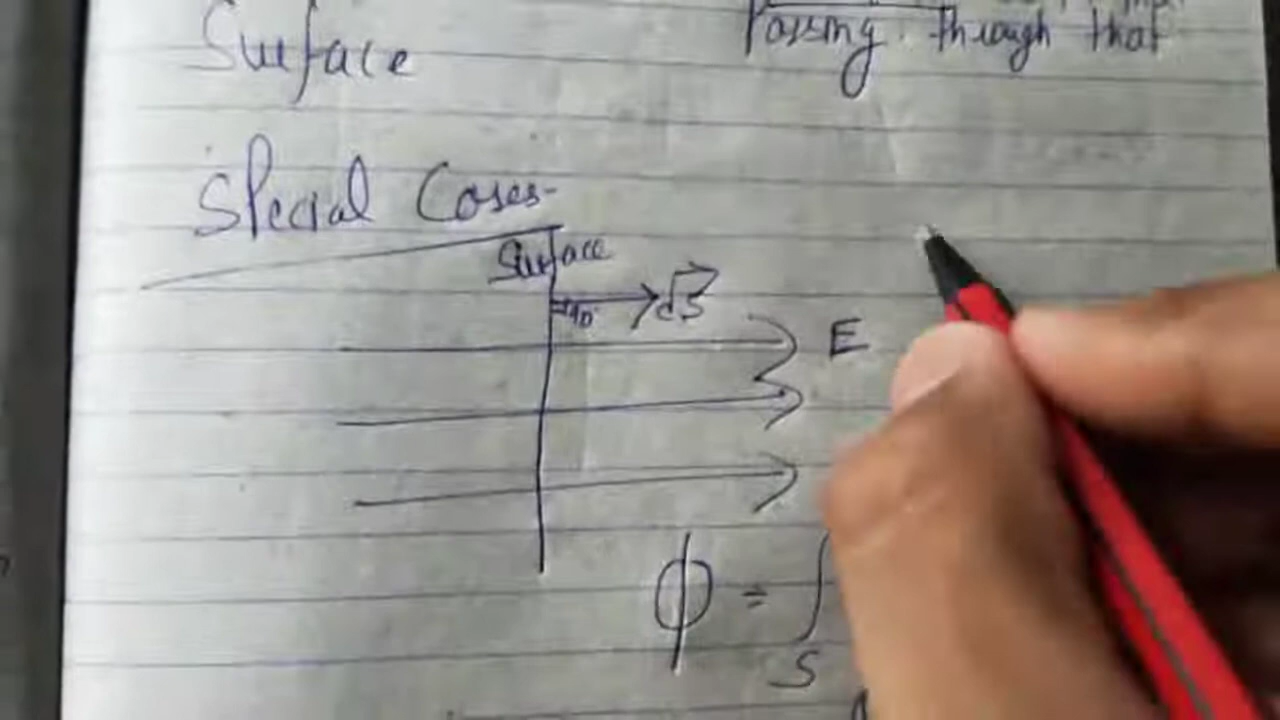 Passing through that
Surface
Special Cases-
Surface
90° dS⃗
E
ϕ = ∫
S